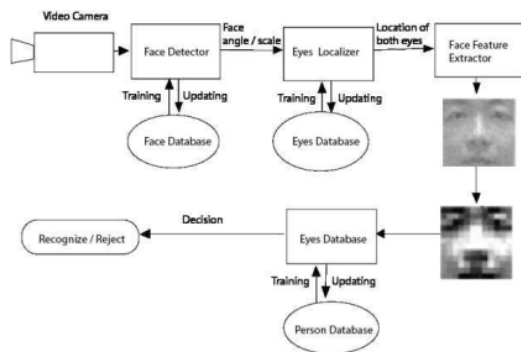 Video Camera
Face Detector
Face
angle / scale
Eyes Localizer
Location of
both eyes
Face Feature
Extractor
Training
Updating
Training
Updating
Face Database
Eyes Database
Decision
Recognize / Reject
Eyes Database
Training
Updating
Person Database